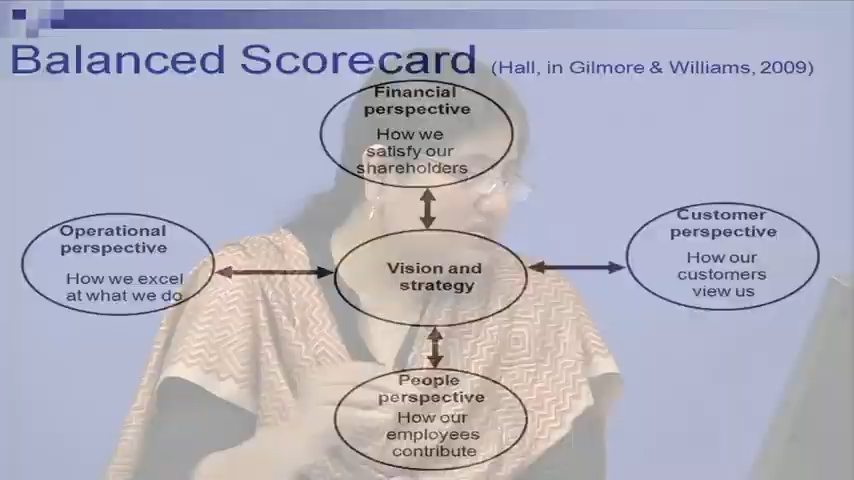 Balanced Scorecard (Hall, in Gilmore & Williams, 2009)
Financial
perspective
How we
satisfy our
shareholders
Operational
perspective
How we excel
at what we do
Vision and
strategy
Customer
perspective
How our
customers
view us
People
perspective
How our
employees
contribute